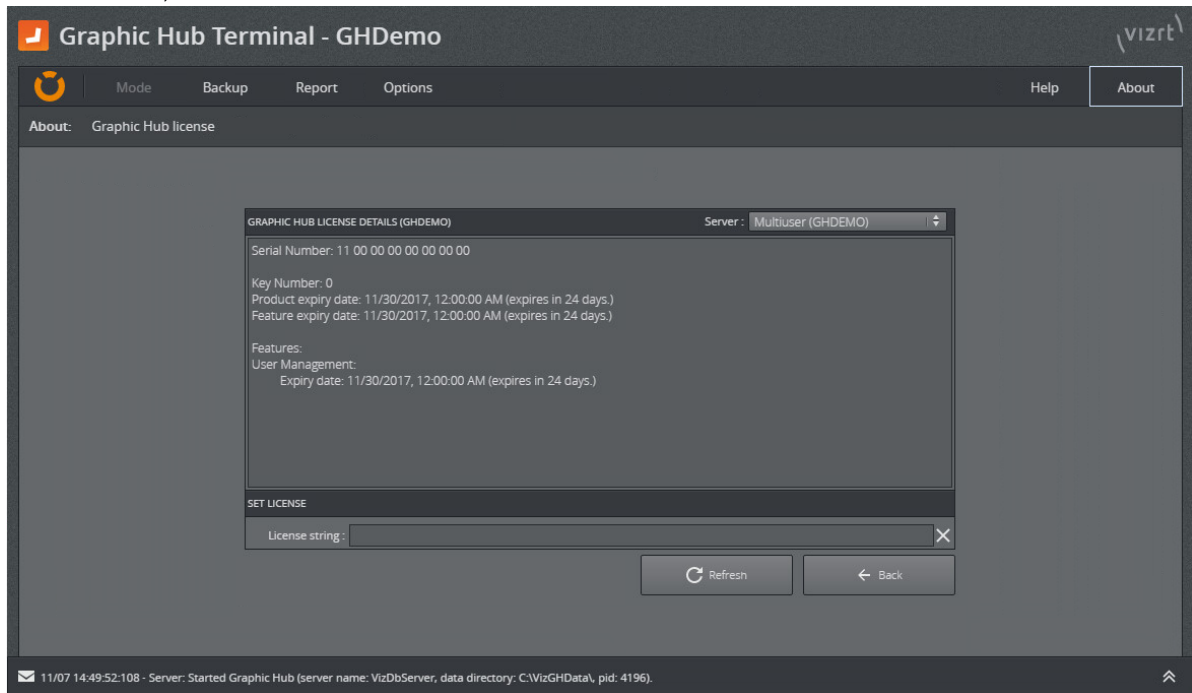 Graphic Hub Terminal - GHDemo
vizrt
Mode Backup Report Options Help About
About: Graphic Hub license
GRAPHIC HUB LICENSE DETAILS (GHDEMO) Server : Multiuser (GHDEMO)
Serial Number: 11 00 00 00 00 00 00 00
Key Number: 0
Product expiry date: 11/30/2017, 12:00:00 AM (expires in 24 days.)
Feature expiry date: 11/30/2017, 12:00:00 AM (expires in 24 days.)
Features:
User Management:
Expiry date: 11/30/2017, 12:00:00 AM (expires in 24 days.)
SET LICENSE
License string :
Refresh Back
11/07 14:49:52:108 - Server: Started Graphic Hub (server name: VizDbServer, data directory: C:\VizGHData\, pid: 4196).